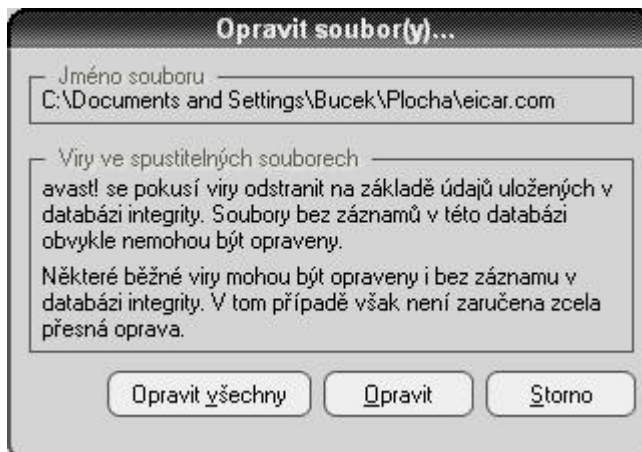 Opravit soubor(y)...
Jméno souboru
C:\Documents and Settings\Bucek\Plocha\eicar.com
Viry ve spustitelných souborech
avast! se pokusí viry odstranit na základě údajů uložených v
databázi integrity. Soubory bez záznamů v této databázi
obvykle nemohou být opraveny.
Některé běžné viry mohou být opraveny i bez záznamu v
databázi integrity. V tom případě však není zaručena zcela
přesná oprava.
Opravit všechny Opravit Storno